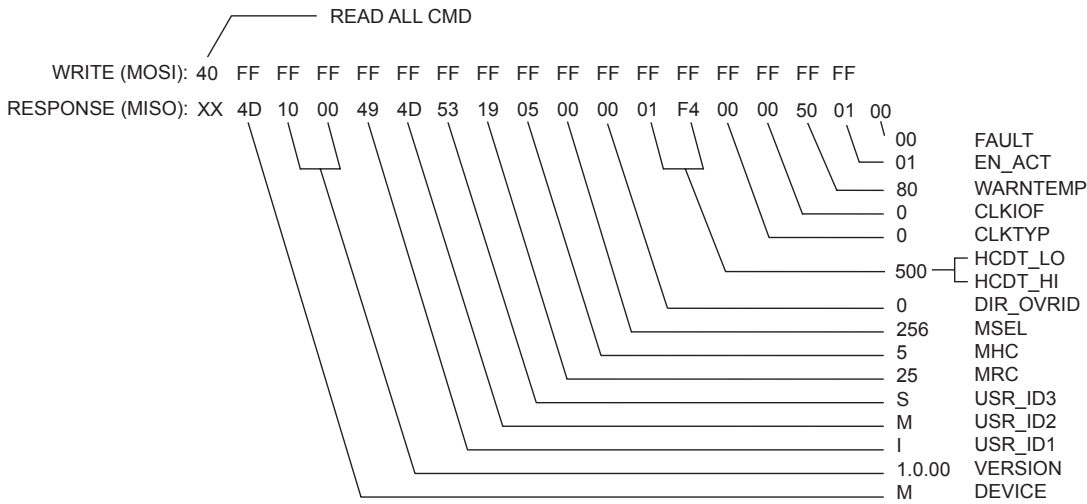 READ ALL CMD
WRITE (MOSI): 40 FF FF FF FF FF FF FF FF FF FF FF FF FF FF FF FF
RESPONSE (MISO): XX 4D 10 00 49 4D 53 19 05 00 00 01 F4 00 00 50 01 00
00 FAULT
01 EN_ACT
80 WARNTEMP
0 CLKIOF
0 CLKTYP
500 HCDT_LO
HCDT_HI
0 DIR_OVRID
256 MSEL
5 MHC
25 MRC
S USR_ID3
M USR_ID2
I USR_ID1
1.0.00 VERSION
M DEVICE